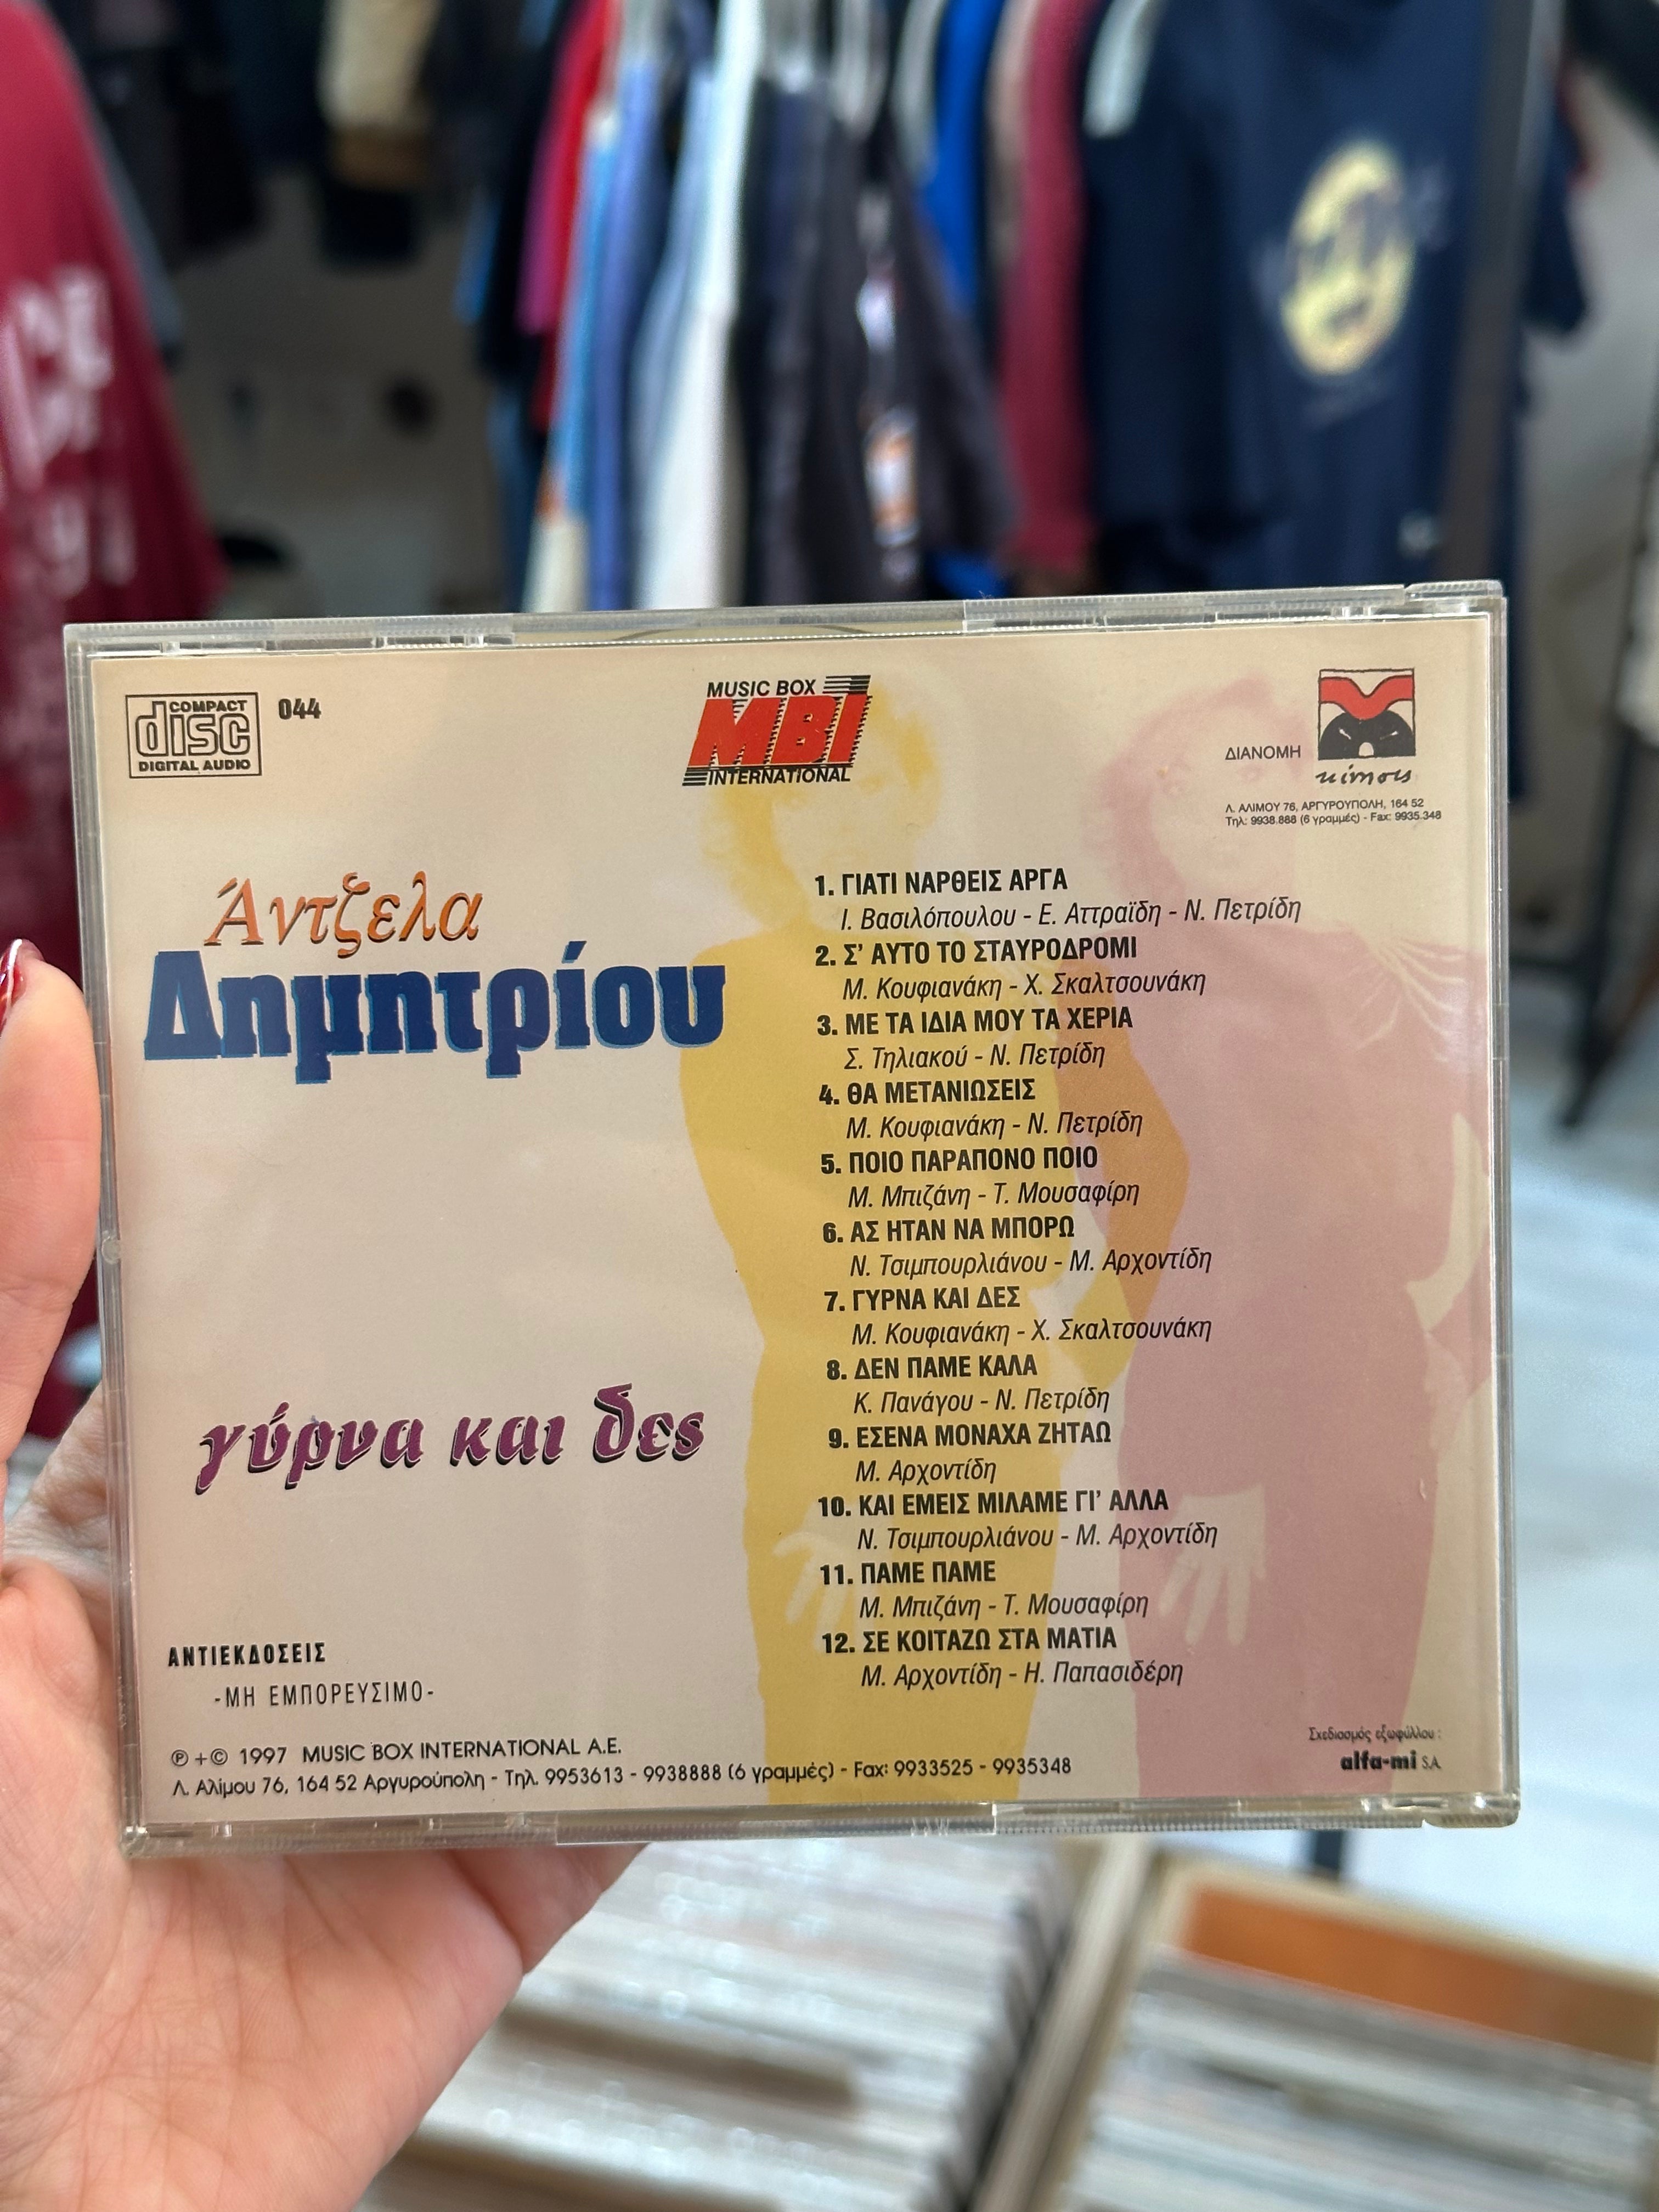 COMPACT
disc
DIGITAL AUDIO
044
MUSIC BOX
MBI
INTERNATIONAL
ΔΙΑΝΟΜΗ
κίμους
Λ. ΑΛΙΜΟΥ 76, ΑΡΓΥΡΟΥΠΟΛΗ, 164 52
Τηλ: 9938.888 (6 γραμμές) - Fax: 9935.348
Άντζελα
Δημητρίου
γύρνα και δες
1. ΓΙΑΤΙ ΝΑΡΘΕΙΣ ΑΡΓΑ
Ι. Βασιλόπουλου - Ε. Αττραϊδη - Ν. Πετρίδη
2. Σ' ΑΥΤΟ ΤΟ ΣΤΑΥΡΟΔΡΟΜΙ
Μ. Κουφιανάκη - Χ. Σκαλτσουνάκη
3. ΜΕ ΤΑ ΙΔΙΑ ΜΟΥ ΤΑ ΧΕΡΙΑ
Σ. Τηλιακού - Ν. Πετρίδη
4. ΘΑ ΜΕΤΑΝΙΩΣΕΙΣ
Μ. Κουφιανάκη - Ν. Πετρίδη
5. ΠΟΙΟ ΠΑΡΑΠΟΝΟ ΠΟΙΟ
Μ. Μπιζάνη - Τ. Μουσαφίρη
6. ΑΣ ΗΤΑΝ ΝΑ ΜΠΟΡΩ
Ν. Τσιμπουρλιάνου - Μ. Αρχοντίδη
7. ΓΥΡΝΑ ΚΑΙ ΔΕΣ
Μ. Κουφιανάκη - Χ. Σκαλτσουνάκη
8. ΔΕΝ ΠΑΜΕ ΚΑΛΑ
Κ. Πανάγου - Ν. Πετρίδη
9. ΕΣΕΝΑ ΜΟΝΑΧΑ ΖΗΤΑΩ
Μ. Αρχοντίδη
10. ΚΑΙ ΕΜΕΙΣ ΜΙΛΑΜΕ ΓΙ' ΑΛΛΑ
Ν. Τσιμπουρλιάνου - Μ. Αρχοντίδη
11. ΠΑΜΕ ΠΑΜΕ
Μ. Μπιζάνη - Τ. Μουσαφίρη
12. ΣΕ ΚΟΙΤΑΖΩ ΣΤΑ ΜΑΤΙΑ
Μ. Αρχοντίδη - Η. Παπασιδέρη
ΑΝΤΙΕΚΔΟΣΕΙΣ
-ΜΗ ΕΜΠΟΡΕΥΣΙΜΟ-
℗+© 1997 MUSIC BOX INTERNATIONAL A.E.
Λ. Αλίμου 76, 164 52 Αργυρούπολη - Τηλ. 9953613 - 9938888 (6 γραμμές) - Fax: 9933525 - 9935348
Σχεδιασμός εξωφύλλου :
alfa-mi S.A.